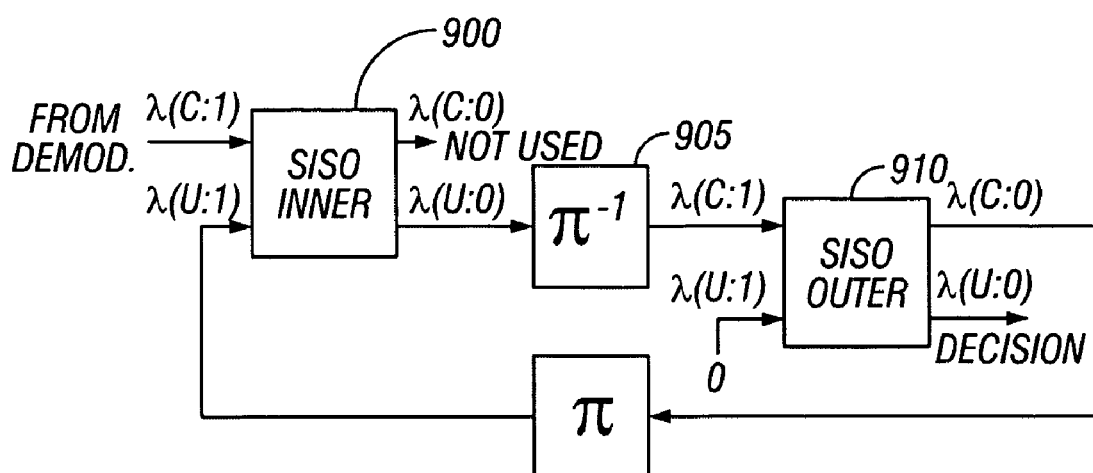 900
FROM DEMOD.
λ(C:1)
λ(U:1)
SISO INNER
λ(C:0)
NOT USED
λ(U:0)
905
π⁻¹
λ(C:1)
λ(U:1)
0
910
SISO OUTER
λ(C:0)
λ(U:0)
DECISION
π